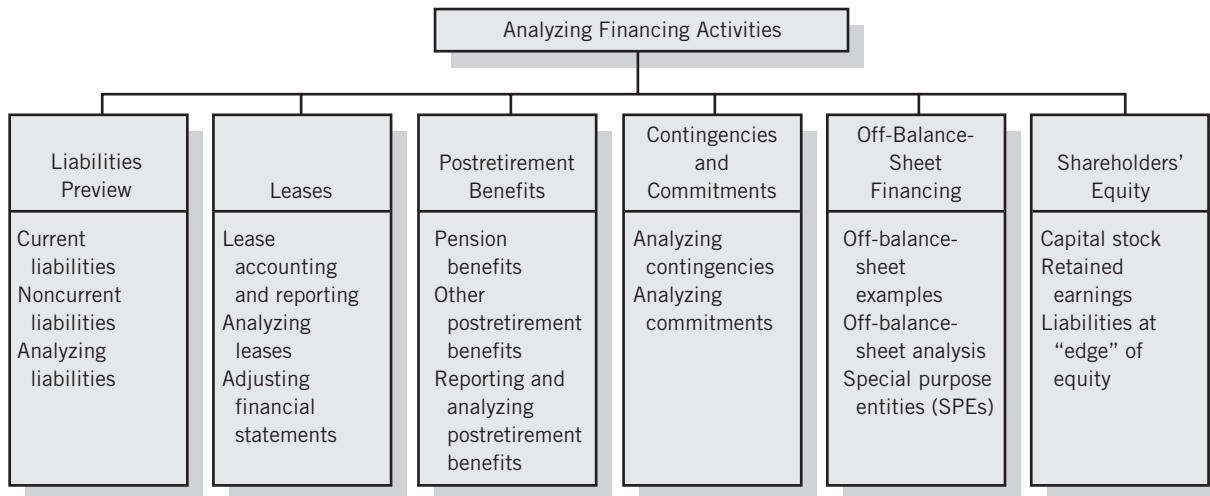 Analyzing Financing Activities
Liabilities
Preview
Current
liabilities
Noncurrent
liabilities
Analyzing
liabilities
Leases
Lease
accounting
and reporting
Analyzing
leases
Adjusting
financial
statements
Postretirement
Benefits
Pension
benefits
Other
postretirement
benefits
Reporting and
analyzing
postretirement
benefits
Contingencies
and
Commitments
Analyzing
contingencies
Analyzing
commitments
Off-Balance-
Sheet
Financing
Off-balance-
sheet
examples
Off-balance-
sheet analysis
Special purpose
entities (SPEs)
Shareholders’
Equity
Capital stock
Retained
earnings
Liabilities at
“edge” of
equity